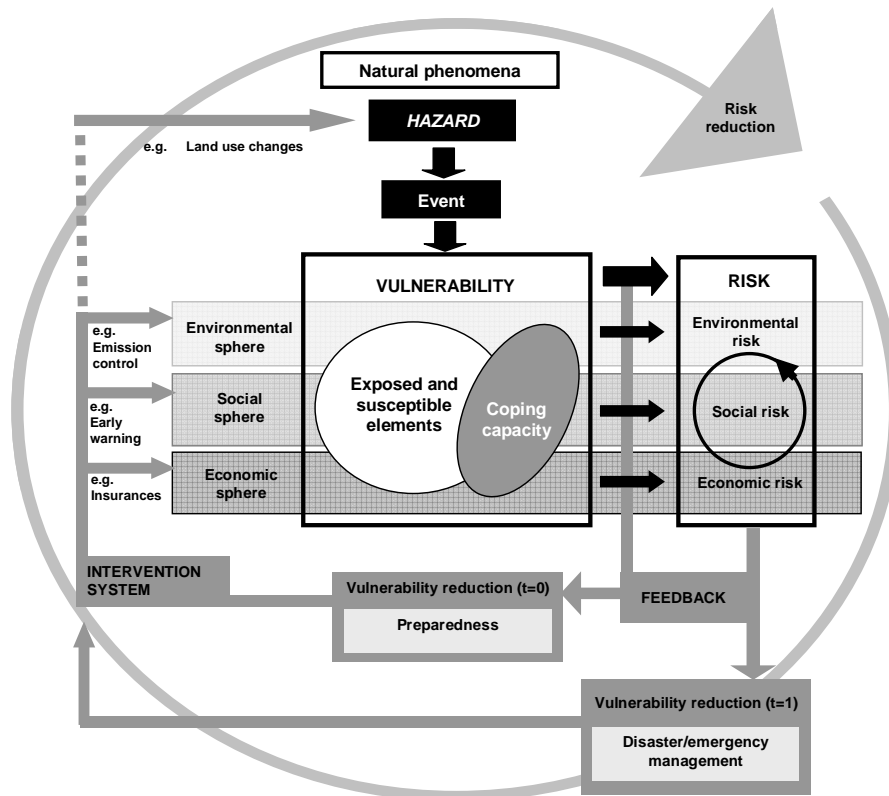 Natural phenomena
HAZARD
Risk
reduction
e.g. Land use changes
Event
VULNERABILITY
RISK
e.g.
Emission
control
Environmental
sphere
Environmental
risk
Exposed and
susceptible
elements
Coping
capacity
e.g.
Early
warning
Social
sphere
Social risk
e.g.
Insurances
Economic
sphere
Economic risk
INTERVENTION
SYSTEM
Vulnerability reduction (t=0)
Preparedness
FEEDBACK
Vulnerability reduction (t=1)
Disaster/emergency
management